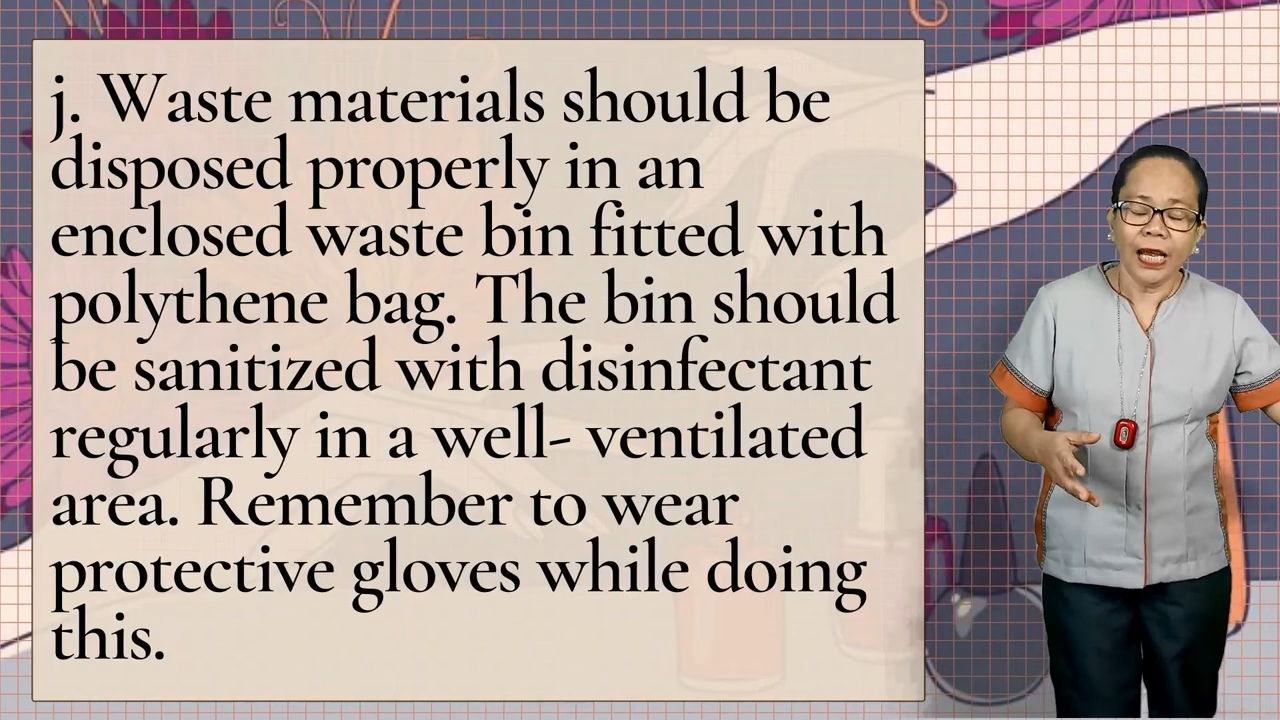 j. Waste materials should be
disposed properly in an
enclosed waste bin fitted with
polythene bag. The bin should
be sanitized with disinfectant
regularly in a well- ventilated
area. Remember to wear
protective gloves while doing
this.